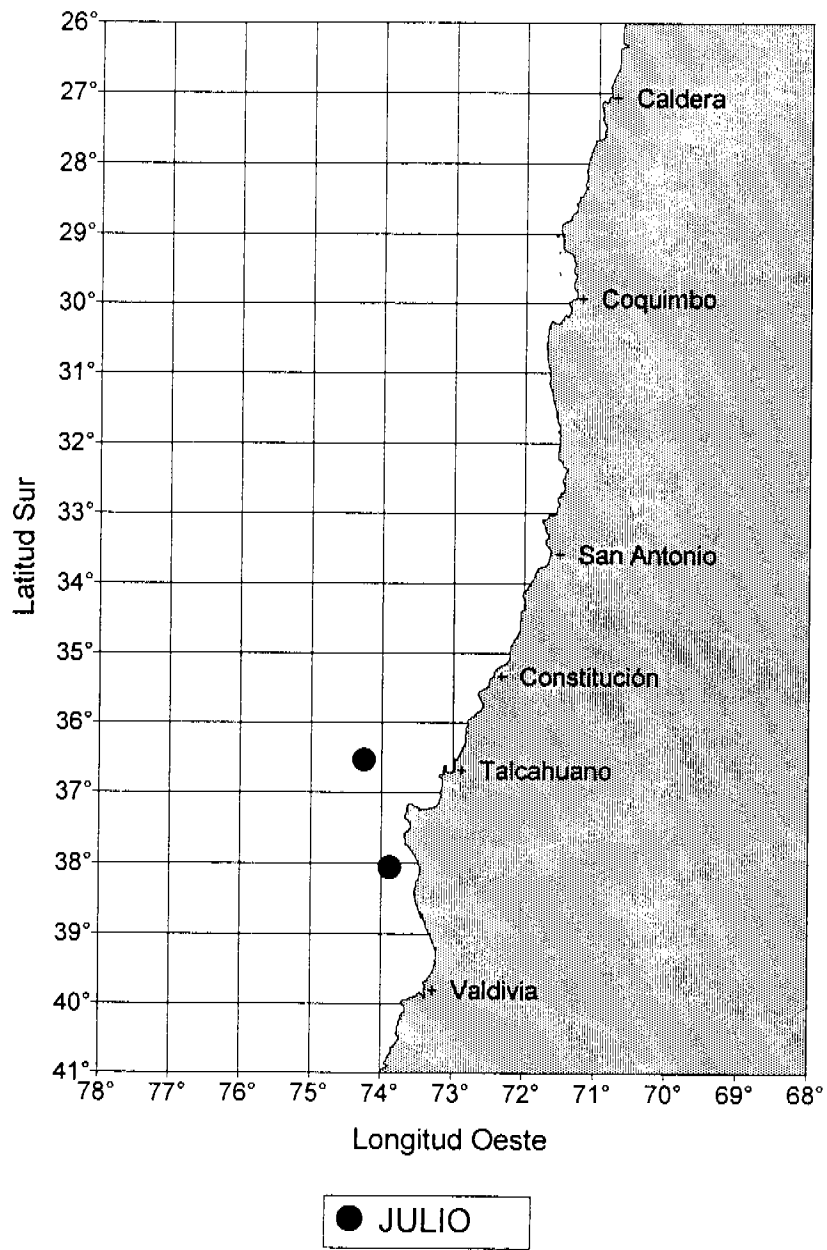 26°
27°
Caldera
28°
29°
30°
Coquimbo
31°
32°
33°
San Antonio
34°
35°
Constitución
36°
Talcahuano
37°
38°
39°
Valdivia
40°
41°
Latitud Sur
78° 77° 76° 75° 74° 73° 72° 71° 70° 69° 68°
Longitud Oeste
JULIO